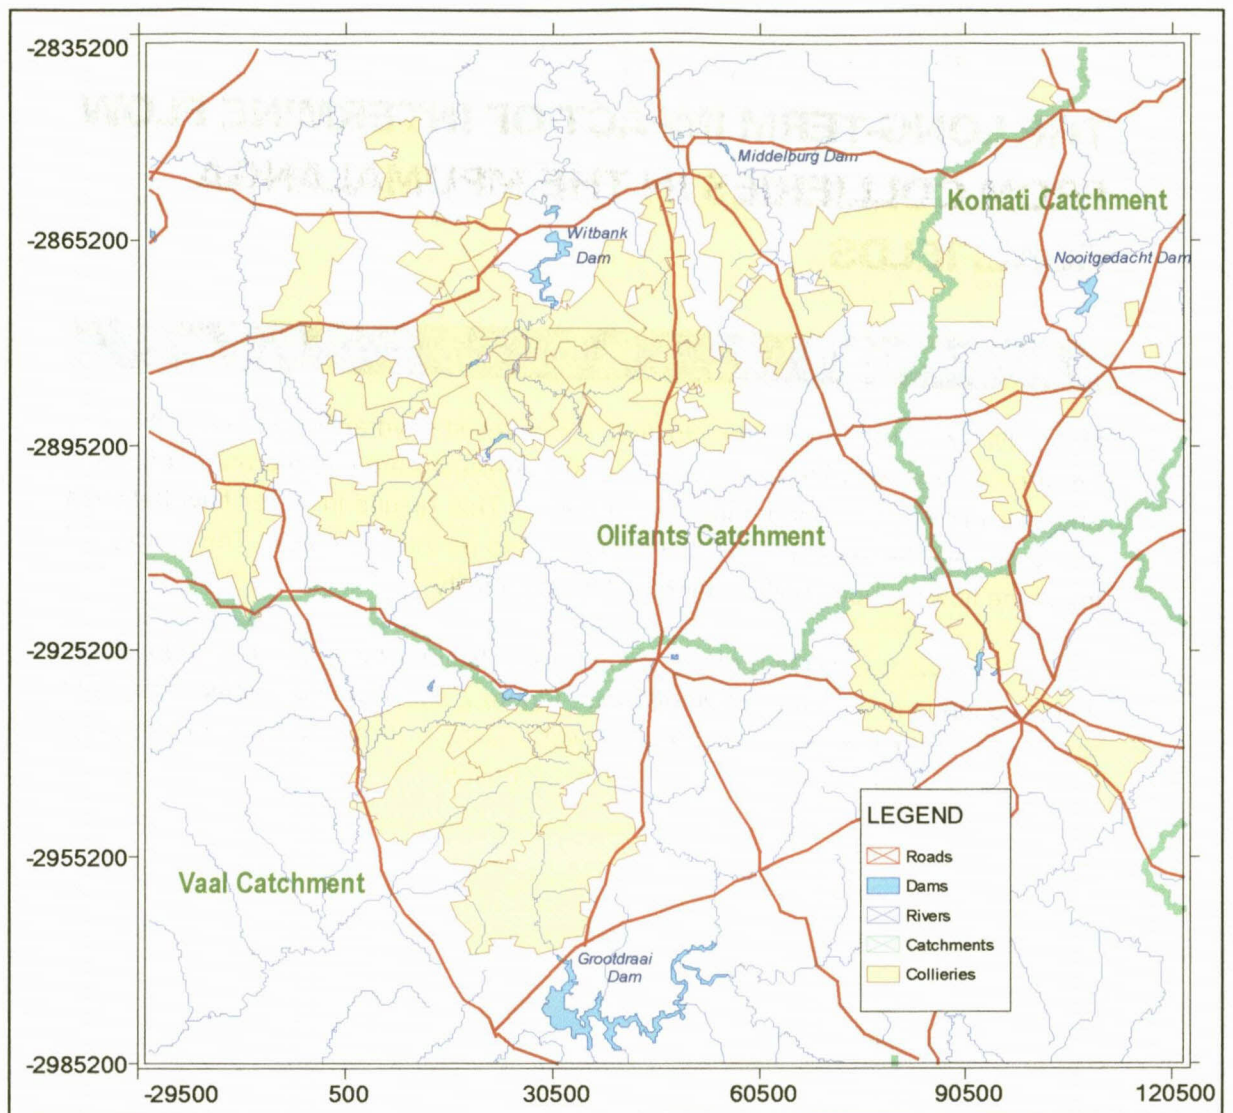 -2835200
Middelburg Dam
Komati Catchment
-2865200
Witbank
Dam
Nooitgedacht Dam
-2895200
Olifants Catchment
-2925200
LEGEND
Roads
-2955200
Vaal Catchment
Dams
Rivers
Catchments
Collieries
Grootdraai
Dam
-2985200
-29500
500
30500
60500
90500
120500